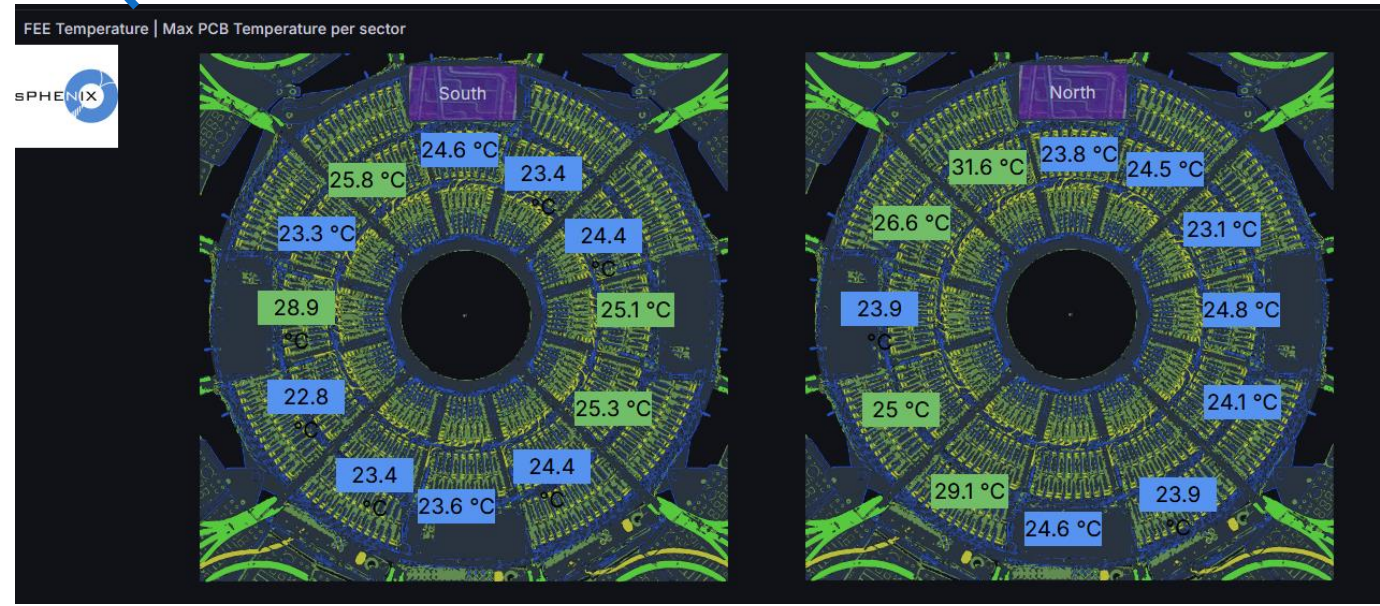 FEE Temperature | Max PCB Temperature per sector
sPHENIX
South
24.6 °C
23.4
°C
25.8 °C
23.3 °C
24.4
°C
28.9
°C
25.1 °C
22.8
°C
25.3 °C
23.4
°C
24.4
°C
23.6 °C
North
23.8 °C
31.6 °C
24.5 °C
26.6 °C
23.1 °C
23.9
°C
24.8 °C
25 °C
24.1 °C
29.1 °C
23.9
°C
24.6 °C